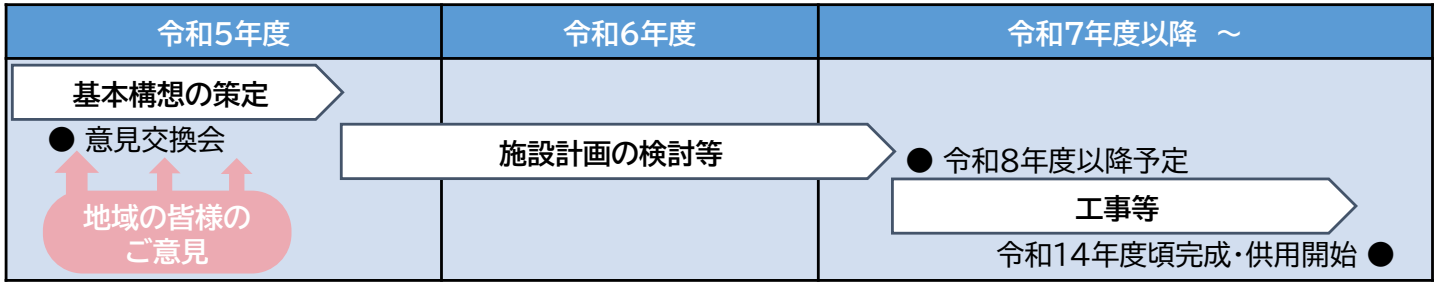 令和5年度
令和6年度
令和7年度以降 ～
基本構想の策定
● 意見交換会
地域の皆様の
ご意見
施設計画の検討等
● 令和8年度以降予定
工事等
令和14年度頃完成・供用開始 ●